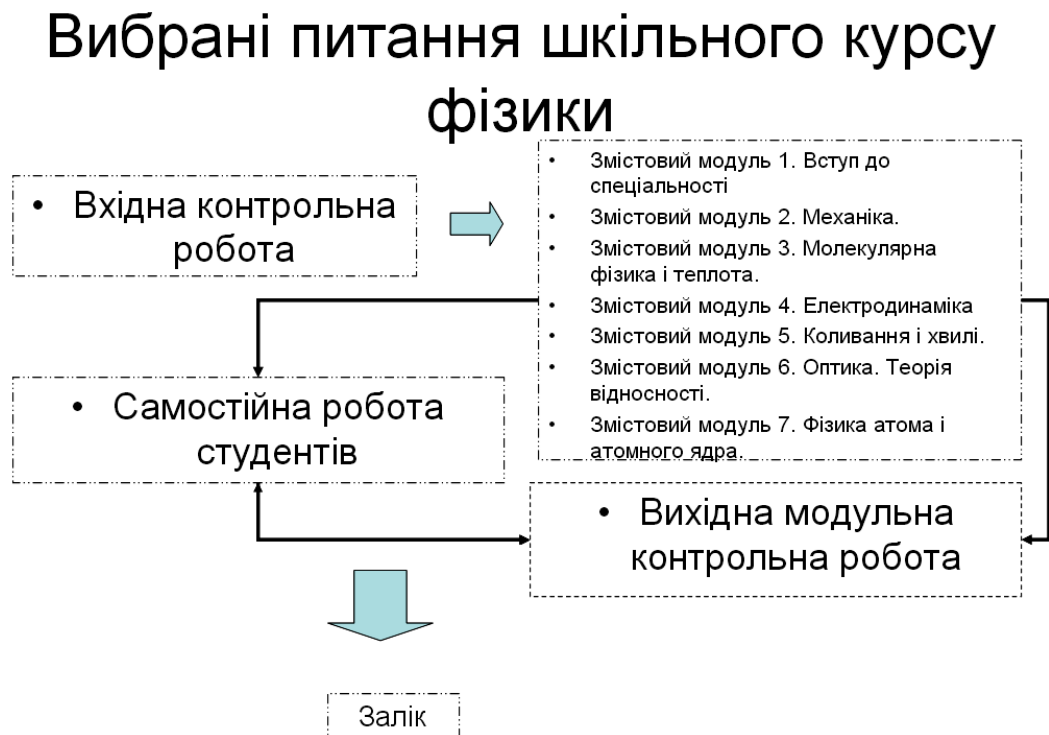 Вибрані питання шкільного курсу
фізики
• Вхідна контрольна
робота
• Змістовий модуль 1. Вступ до
спеціальності
• Змістовий модуль 2. Механіка.
• Змістовий модуль 3. Молекулярна
фізика і теплота.
• Змістовий модуль 4. Електродинаміка
• Змістовий модуль 5. Коливання і хвилі.
• Змістовий модуль 6. Оптика. Теорія
відносності.
• Змістовий модуль 7. Фізика атома і
атомного ядра.
• Самостійна робота
студентів
• Вихідна модульна
контрольна робота
Залік